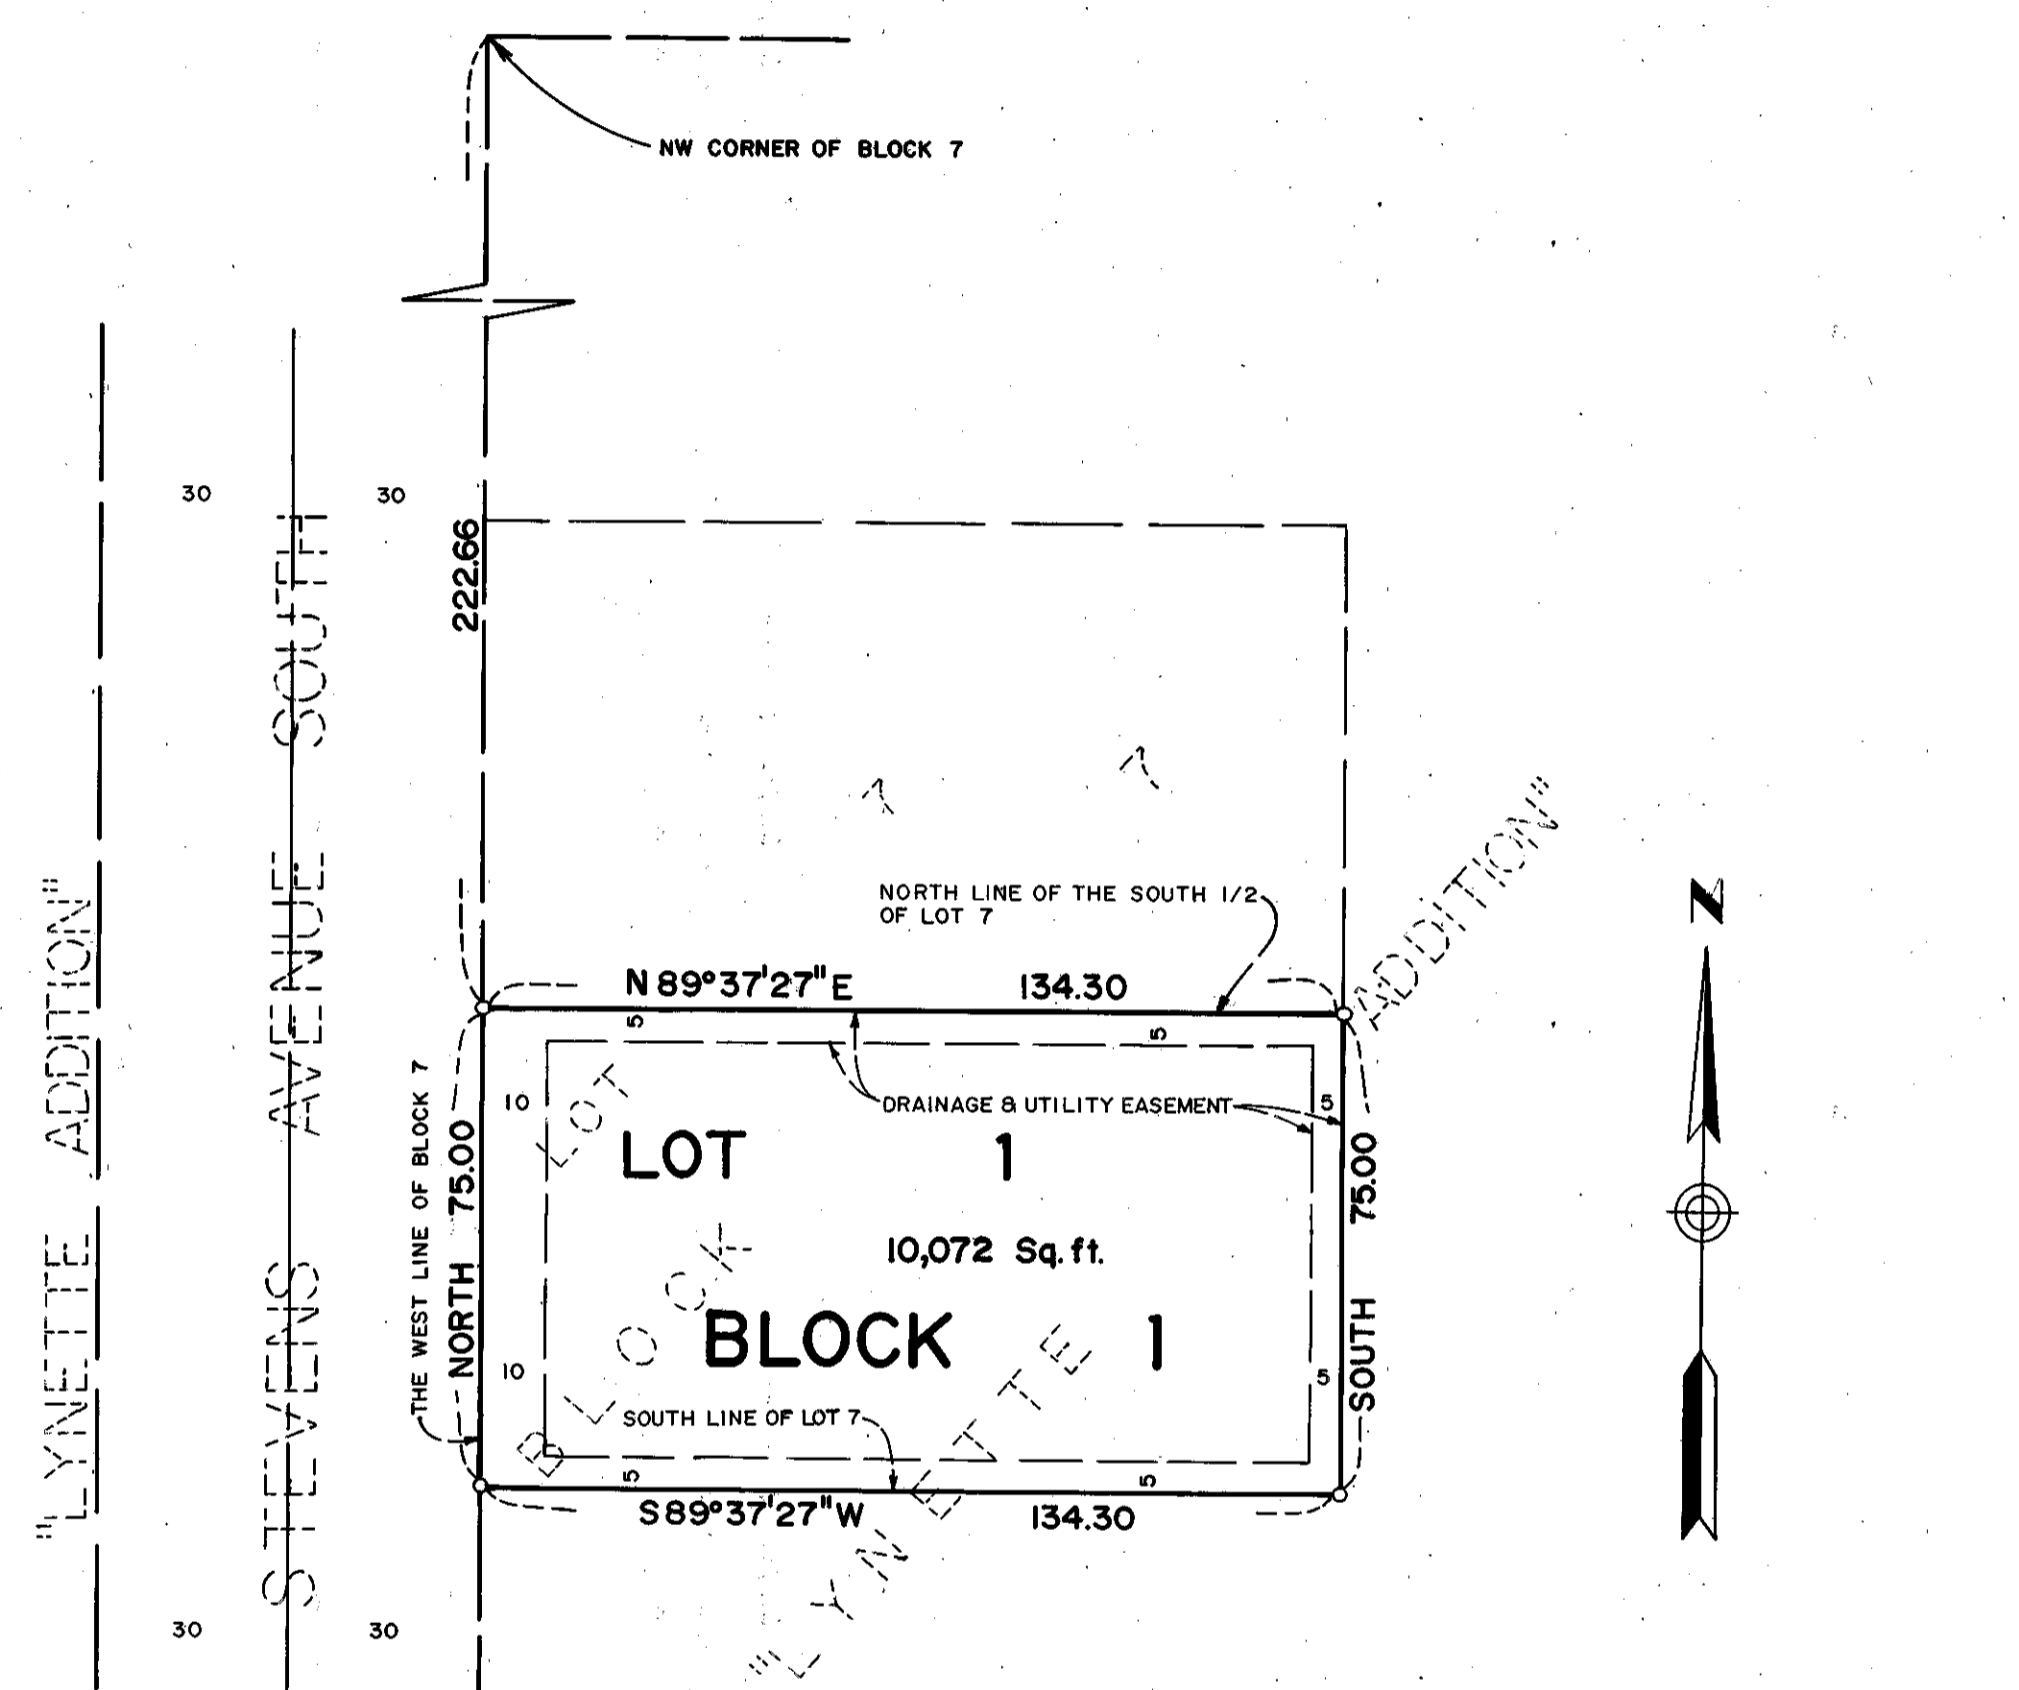 NW CORNER OF BLOCK 7
30
30
222.66
STEVENS AVENUE SOUTH
"LYNETTE ADDITION"
7
7
NORTH LINE OF THE SOUTH 1/2
OF LOT 7
N
N 89°37'27" E 134.30
5
5
THE WEST LINE OF BLOCK 7
NORTH 75.00
10
DRAINAGE & UTILITY EASEMENT
5
LOT
LOT 1
SOUTH 75.00
10,072 Sq. ft.
BLOCK
BLOCK 1
10
5
SOUTH LINE OF LOT 7
5
5
S 89°37'27" W 134.30
"LYNETTE ADDITION"
30
30